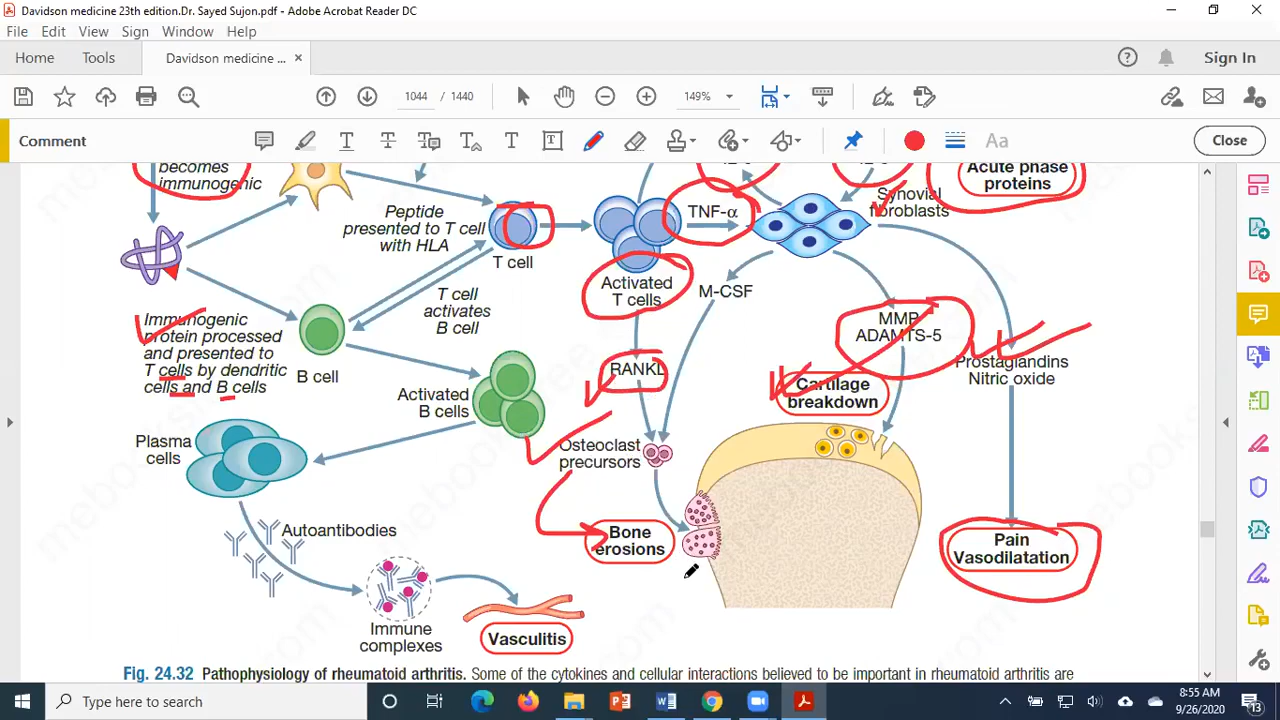 Davidson medicine 23th edition.Dr. Sayed Sujon.pdf - Adobe Acrobat Reader DC
File Edit View Sign Window Help
Home Tools Davidson medicine ... ×
Sign In
1044 / 1440
149%
Comment
Close
becomes
immunogenic
Acute phase
proteins
Peptide
presented to T cell
with HLA
T cell
TNF-α
Synovial
fibroblasts
Activated
T cells
M-CSF
T cell
activates
B cell
Immunogenic
protein processed
and presented to
T cells by dendritic
cells and B cells
B cell
MMP
ADAMTS-5
Prostaglandins
Nitric oxide
RANKL
Cartilage
breakdown
Activated
B cells
Plasma
cells
Osteoclast
precursors
Autoantibodies
Bone
erosions
Pain
Vasodilatation
Immune
complexes
Vasculitis
Fig. 24.32 Pathophysiology of rheumatoid arthritis. Some of the cytokines and cellular interactions believed to be important in rheumatoid arthritis are
Type here to search
8:55 AM
9/26/2020
13